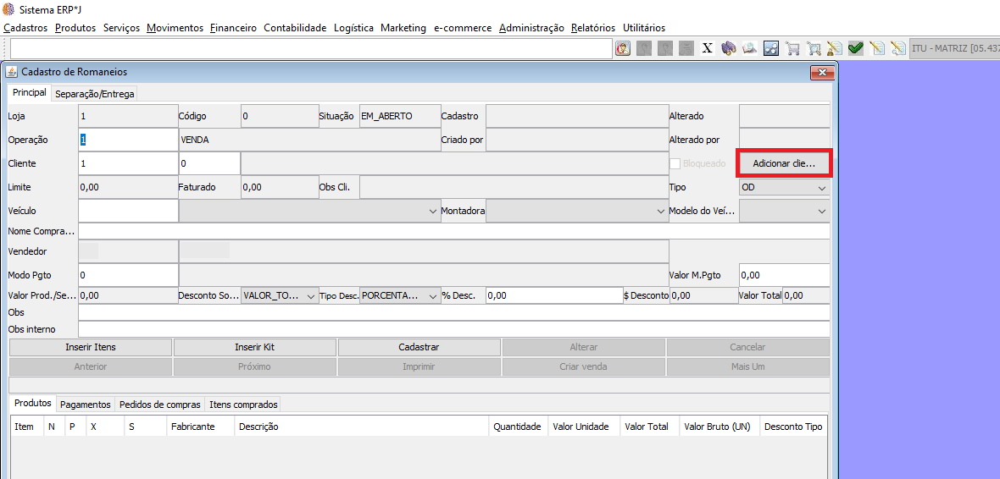 Sistema ERP*J
Cadastros Produtos Serviços Movimentos Financeiro Contabilidade Logística Marketing e-commerce Administração Relatórios Utilitários
X ITU - MATRIZ [05.437
Cadastro de Romaneios
Principal Separação/Entrega
Loja 1 Código 0 Situação EM_ABERTO Cadastro Alterado
Operação 1 VENDA Criado por Alterado por
Cliente 1 0 Bloqueado Adicionar clie...
Limite 0,00 Faturado 0,00 Obs Cli. Tipo OD
Veículo Montadora Modelo do Veí...
Nome Compra...
Vendedor
Modo Pgto 0 Valor M.Pgto 0,00
Valor Prod./Se... 0,00 Desconto So... VALOR_TO... Tipo Desc. PORCENTA... % Desc. 0,00 $ Desconto 0,00 Valor Total 0,00
Obs
Obs interno
Inserir Itens Inserir Kit Cadastrar Alterar Cancelar
Anterior Próximo Imprimir Criar venda Mais Um
Produtos Pagamentos Pedidos de compras Itens comprados
Item N P X S Fabricante Descrição Quantidade Valor Unidade Valor Total Valor Bruto (UN) Desconto Tipo